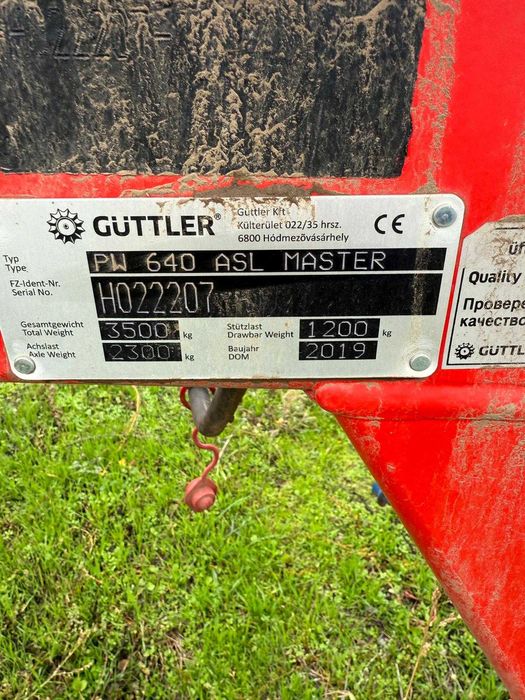 2207
GÜTTLER®
Güttler Kft
Külterület 022/35 hrsz.
6800 Hódmezővásárhely
CE
Typ
Type
PW 640 ASL MASTER
FZ-Ident-Nr.
Serial No.
H022207
Gesamtgewicht
Total Weight
3500 kg
Stützlast
Drawbar Weight
1200 kg
Achslast
Axle Weight
2300 kg
Baujahr
DOM
2019
Quality
Провере
качество
GÜTTL